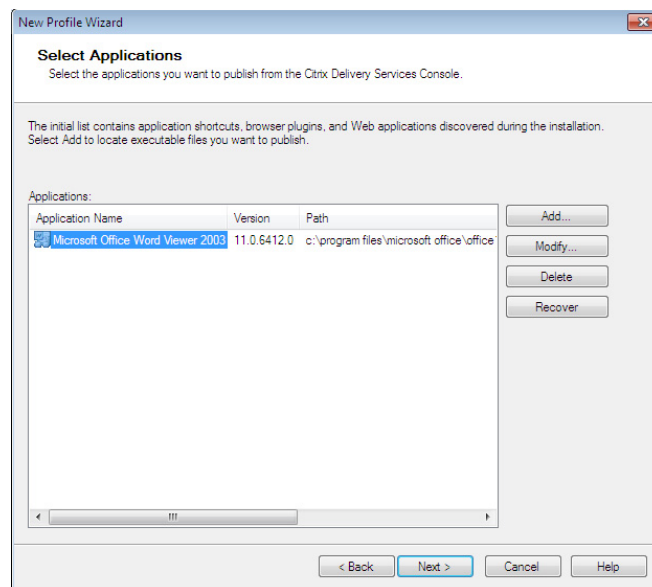 New Profile Wizard
Select Applications
Select the applications you want to publish from the Citrix Delivery Services Console.
The initial list contains application shortcuts, browser plugins, and Web applications discovered during the installation.
Select Add to locate executable files you want to publish.
Applications:
Application Name Version Path
Microsoft Office Word Viewer 2003 11.0.6412.0 c:\program files\microsoft office\office
Add...
Modify...
Delete
Recover
< Back Next > Cancel Help